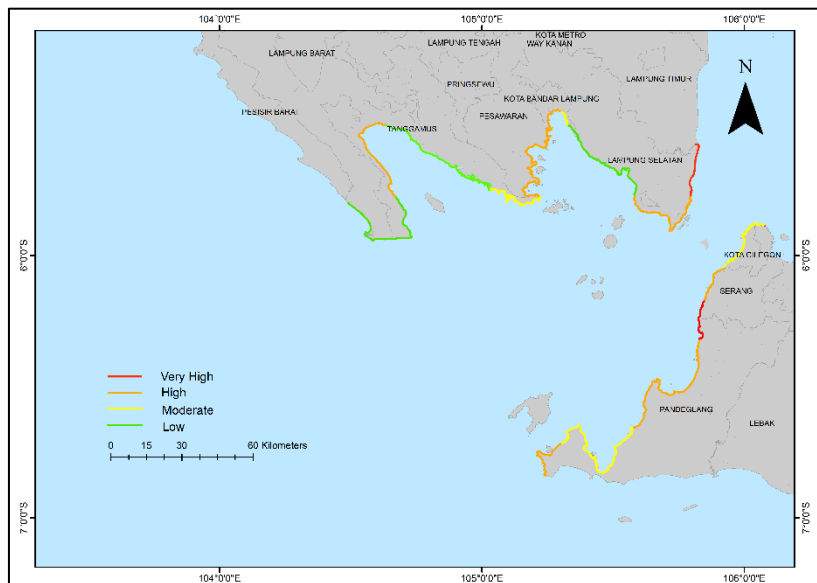 104°0'0"E
105°0'0"E
106°0'0"E
KOTA METRO
LAMPUNG TENGAH
WAY KANAN
LAMPUNG BARAT
N
LAMPUNG TIMUR
PRINGSEWU
KOTA BANDAR LAMPUNG
PESISIR BARAT
PESAWARAN
TANGGAMUS
LAMPUNG SELATAN
6°0'0"S
6°0'0"S
KOTA CILEGON
SERANG
Very High
High
PANDEGLANG
Moderate
LEBAK
Low
0 15 30 60 Kilometers
7°0'0"S
7°0'0"S
104°0'0"E
105°0'0"E
106°0'0"E